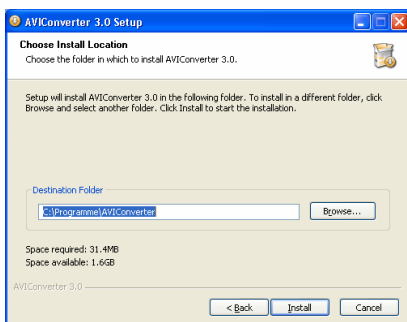 AVIConverter 3.0 Setup
Choose Install Location
Choose the folder in which to install AVIConverter 3.0.
Setup will install AVIConverter 3.0 in the following folder. To install in a different folder, click
Browse and select another folder. Click Install to start the installation.
Destination Folder
C:\Programme\AVIConverter
Browse...
Space required: 31.4MB
Space available: 1.6GB
AVIConverter 3.0
< Back
Install
Cancel